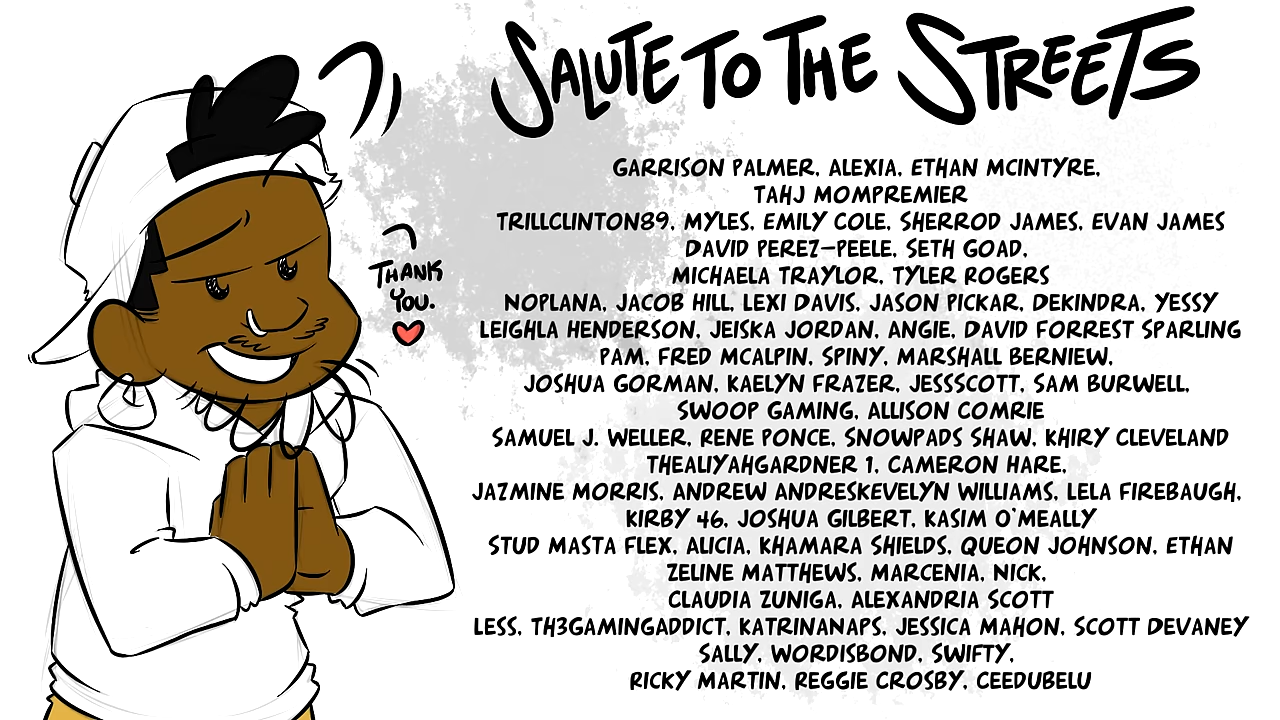 SALUTE TO THE STREETS
GARRISON PALMER, ALEXIA, ETHAN MCINTYRE,
TAHJ MOMPREMIER
TRILLCLINTON89, MYLES, EMILY COLE, SHERROD JAMES, EVAN JAMES
DAVID PEREZ-PEELE, SETH GOAD,
MICHAELA TRAYLOR, TYLER ROGERS
THANK
YOU.
NOPLANA, JACOB HILL, LEXI DAVIS, JASON PICKAR, DEKINDRA, YESSY
LEIGHLA HENDERSON, JEISKA JORDAN, ANGIE, DAVID FORREST SPARLING
PAM, FRED MCALPIN, SPINY, MARSHALL BERNIEW,
JOSHUA GORMAN, KAELYN FRAZER, JESSSCOTT, SAM BURWELL,
SWOOP GAMING, ALLISON COMRIE
SAMUEL J. WELLER, RENE PONCE, SNOWPADS SHAW, KHIRY CLEVELAND
THEALIYAHGARDNER 1, CAMERON HARE,
JAZMINE MORRIS, ANDREW ANDRESKEVELYN WILLIAMS, LELA FIREBAUGH,
KIRBY 46, JOSHUA GILBERT, KASIM O'MEALLY
STUD MASTA FLEX, ALICIA, KHAMARA SHIELDS, QUEON JOHNSON, ETHAN
ZELINE MATTHEWS, MARCENIA, NICK,
CLAUDIA ZUNIGA, ALEXANDRIA SCOTT
LESS, TH3GAMINGADDICT, KATRINANAPS, JESSICA MAHON, SCOTT DEVANEY
SALLY, WORDISBOND, SWIFTY,
RICKY MARTIN, REGGIE CROSBY, CEEDUBELU